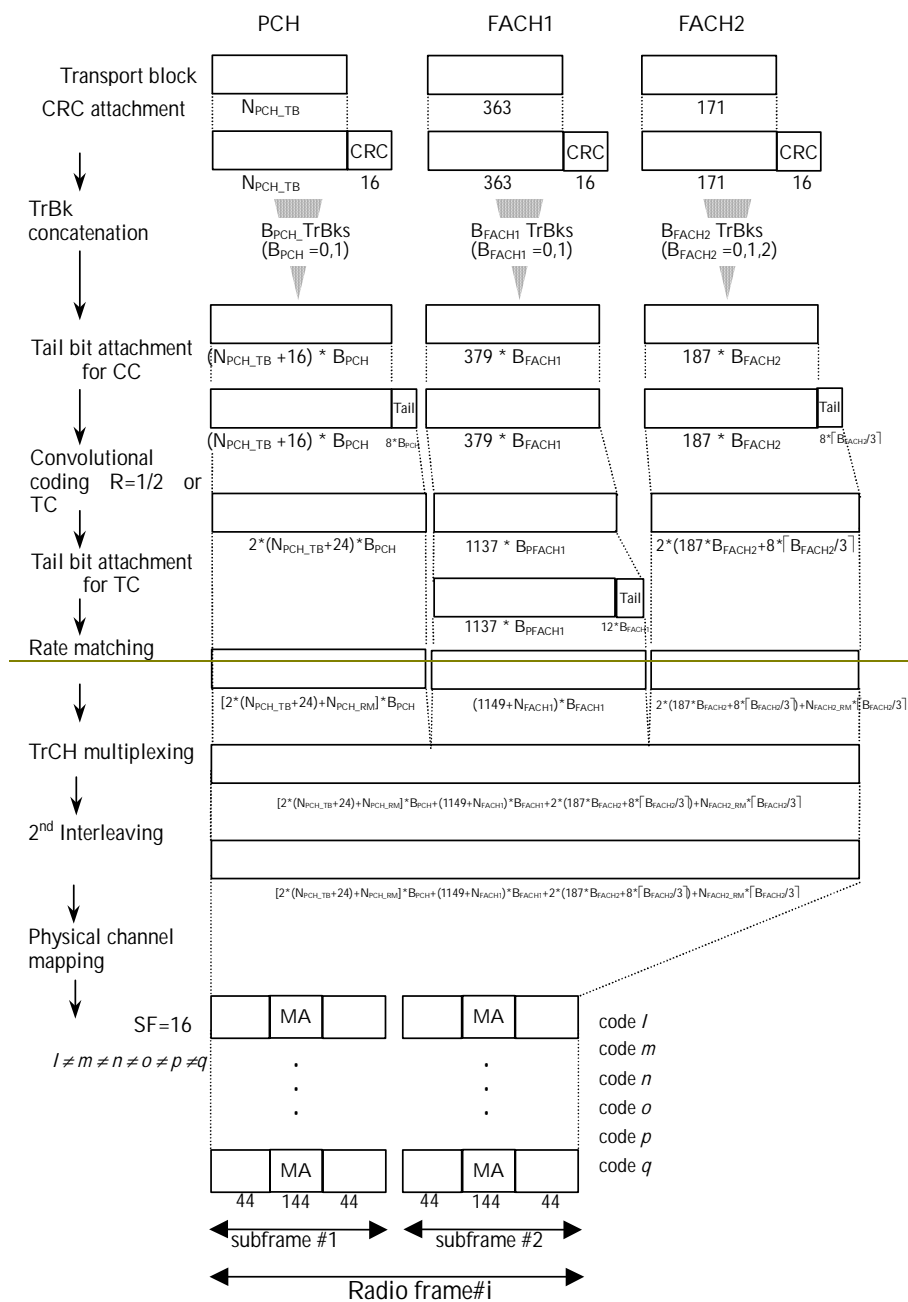 PCH FACH1 FACH2
Transport block
CRC attachment
N_PCH_TB 363 171
CRC CRC CRC
N_PCH_TB 16 363 16 171 16
TrBk
concatenation
B_PCH_TrBks B_FACH1 TrBks B_FACH2 TrBks
(B_PCH =0,1) (B_FACH1 =0,1) (B_FACH2 =0,1,2)
Tail bit attachment
for CC
(N_PCH_TB +16) * B_PCH 379 * B_FACH1 187 * B_FACH2
Tail Tail
(N_PCH_TB +16) * B_PCH 8*B_PCH 379 * B_FACH1 187 * B_FACH2 8*⌈B_FACH2/3⌉
Convolutional
coding R=1/2 or
TC
2*(N_PCH_TB+24)*B_PCH 1137 * B_PFACH1 2*(187*B_FACH2+8*⌈B_FACH2/3⌉
Tail bit attachment
for TC
Tail
1137 * B_PFACH1 12*B_FACH1
Rate matching
[2*(N_PCH_TB+24)+N_PCH_RM]*B_PCH (1149+N_FACH1)*B_FACH1 2*(187*B_FACH2+8*⌈B_FACH2/3⌉)+N_FACH2_RM*⌈B_FACH2/3⌉
TrCH multiplexing
[2*(N_PCH_TB+24)+N_PCH_RM]*B_PCH+(1149+N_FACH1)*B_FACH1+2*(187*B_FACH2+8*⌈B_FACH2/3⌉)+N_FACH2_RM*⌈B_FACH2/3⌉
2nd Interleaving
[2*(N_PCH_TB+24)+N_PCH_RM]*B_PCH+(1149+N_FACH1)*B_FACH1+2*(187*B_FACH2+8*⌈B_FACH2/3⌉)+N_FACH2_RM*⌈B_FACH2/3⌉
Physical channel
mapping
SF=16 MA MA code l
l ≠ m ≠ n ≠ o ≠ p ≠ q
code m
code n
code o
code p
MA MA code q
44 144 44 44 144 44
subframe #1 subframe #2
Radio frame#i